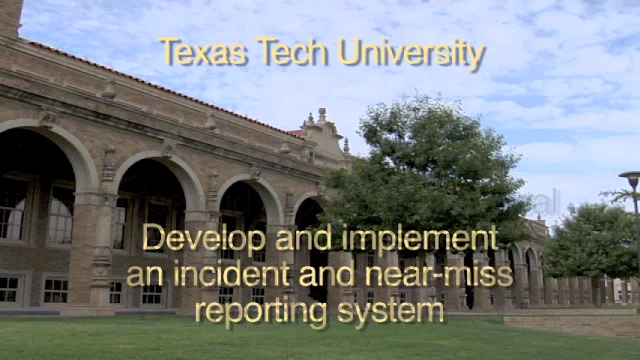 Texas Tech University
Develop and implement
an incident and near-miss
reporting system